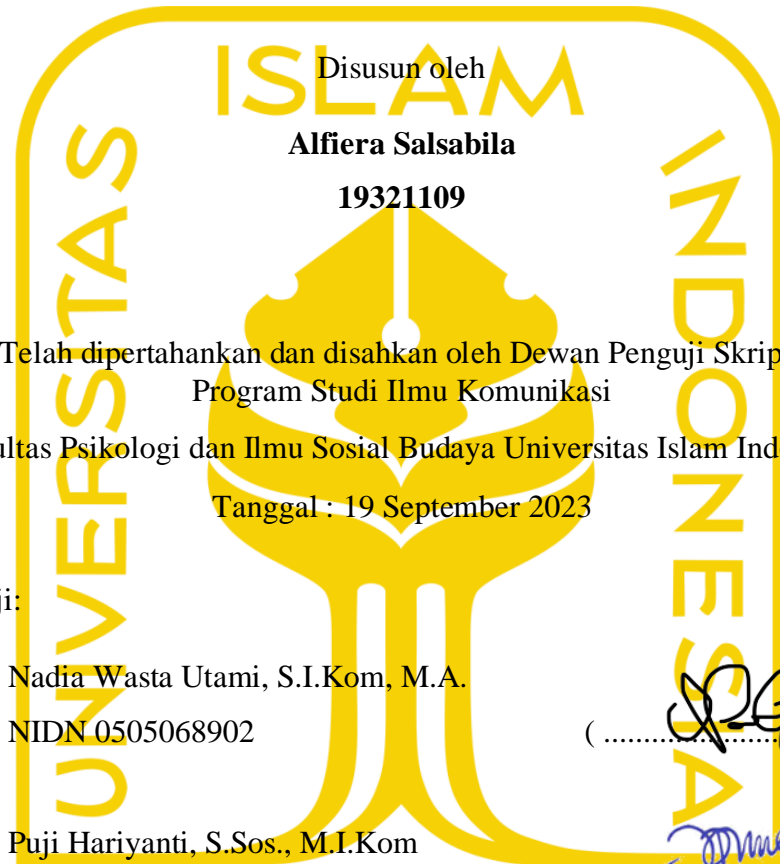 ISLAM
UNIVERSITAS
INDONESIA
Disusun oleh
Alfiera Salsabila
19321109
Telah dipertahankan dan disahkan oleh Dewan Penguji Skrip
Program Studi Ilmu Komunikasi
ultas Psikologi dan Ilmu Sosial Budaya Universitas Islam Ind
Tanggal : 19 September 2023
ji:
Nadia Wasta Utami, S.I.Kom, M.A.
NIDN 0505068902 ( ......................
Puji Hariyanti, S.Sos., M.I.Kom